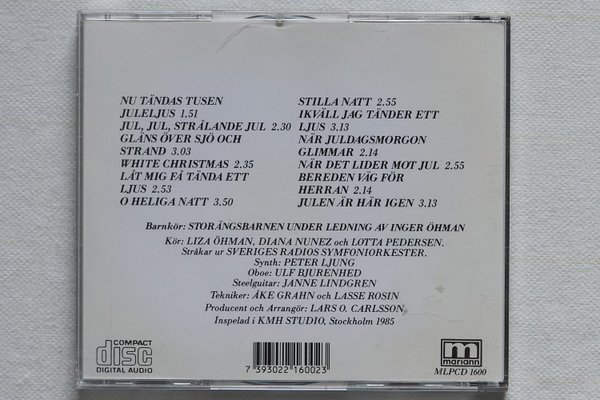 NU TÄNDAS TUSEN
JULELJUS 1.51
JUL, JUL, STRÅLANDE JUL 2.30
GLÄNS ÖVER SJÖ OCH
STRAND 3.03
WHITE CHRISTMAS 2.35
LÅT MIG FÅ TÄNDA ETT
LJUS 2.53
O HELIGA NATT 3.50
STILLA NATT 2.55
IKVÄLL JAG TÄNDER ETT
LJUS 3.13
NÄR JULDAGSMORGON
GLIMMAR 2.14
NÄR DET LIDER MOT JUL 2.55
BEREDEN VÄG FÖR
HERRAN 2.14
JULEN ÄR HÄR IGEN 3.13
Barnkör: STORÄNGSBARNEN UNDER LEDNING AV INGER ÖHMAN
Kör: LIZA ÖHMAN, DIANA NUNEZ och LOTTA PEDERSEN.
Stråkar ur SVERIGES RADIOS SYMFONIORKESTER.
Synth: PETER LJUNG
Oboe: ULF BJURENHED
Steelguitar: JANNE LINDGREN
Tekniker: ÅKE GRAHN och LASSE ROSIN
Producent och Arrangör: LARS O. CARLSSON
Inspelad i KMH STUDIO, Stockholm 1985
COMPACT
disc
DIGITAL AUDIO
7 393022 160023
m
mariann
MLPCD 1600